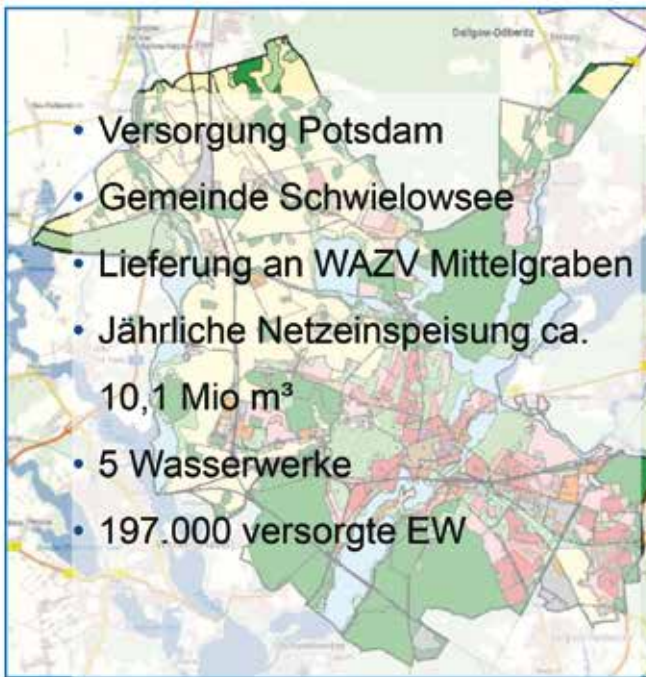 Dallgow-Döberitz
• Versorgung Potsdam
• Gemeinde Schwielowsee
• Lieferung an WAZV Mittelgraben
• Jährliche Netzeinspeisung ca.
10,1 Mio m³
• 5 Wasserwerke
• 197.000 versorgte EW